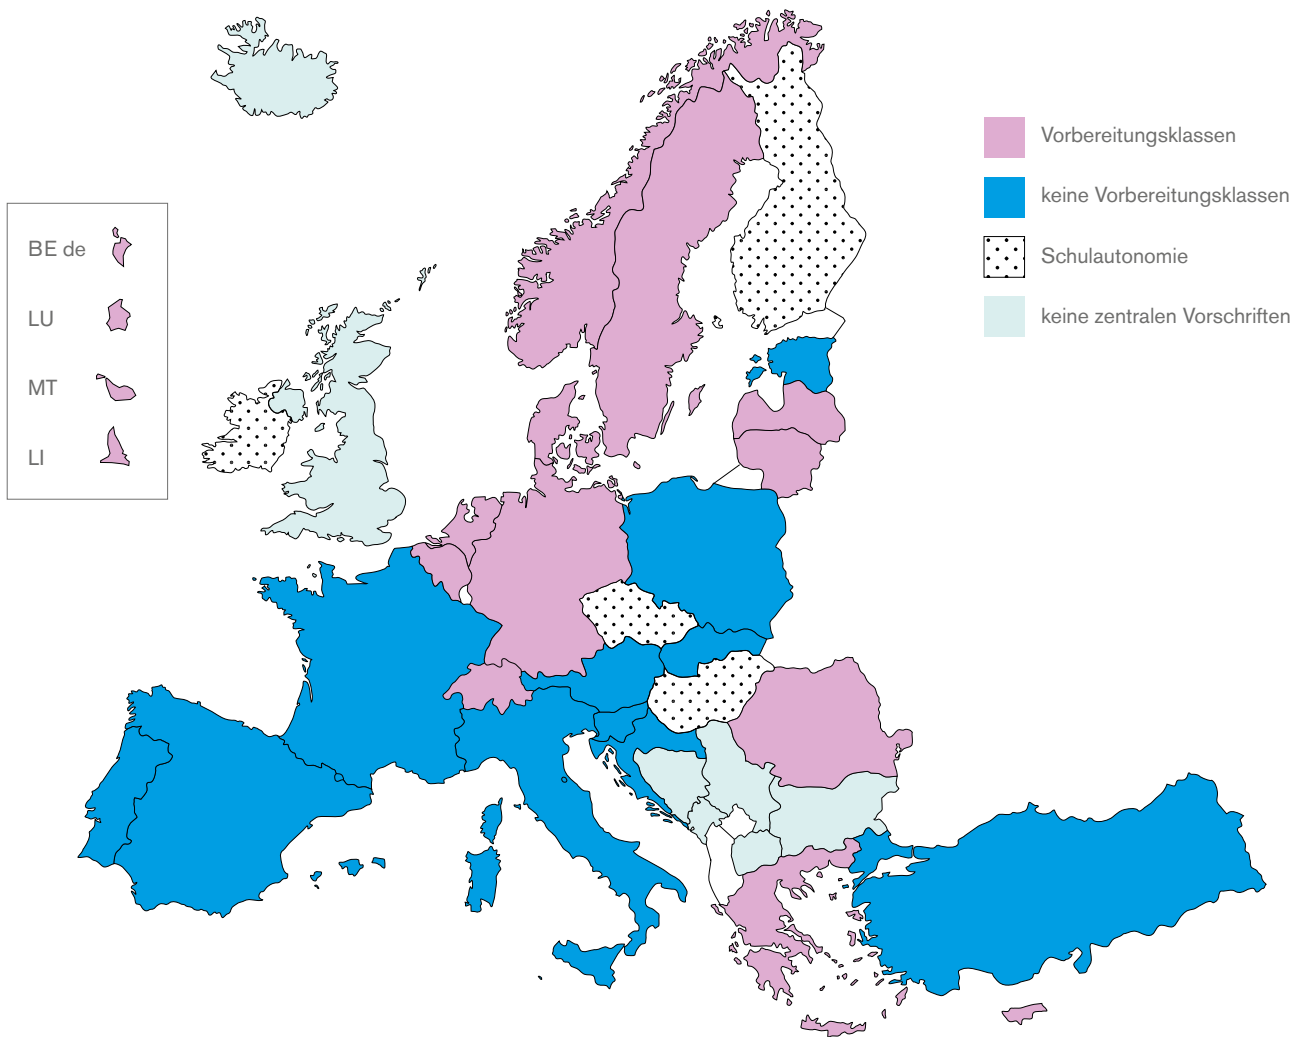 Vorbereitungsklassen
keine Vorbereitungsklassen
Schulautonomie
keine zentralen Vorschriften
BE de
LU
MT
LI